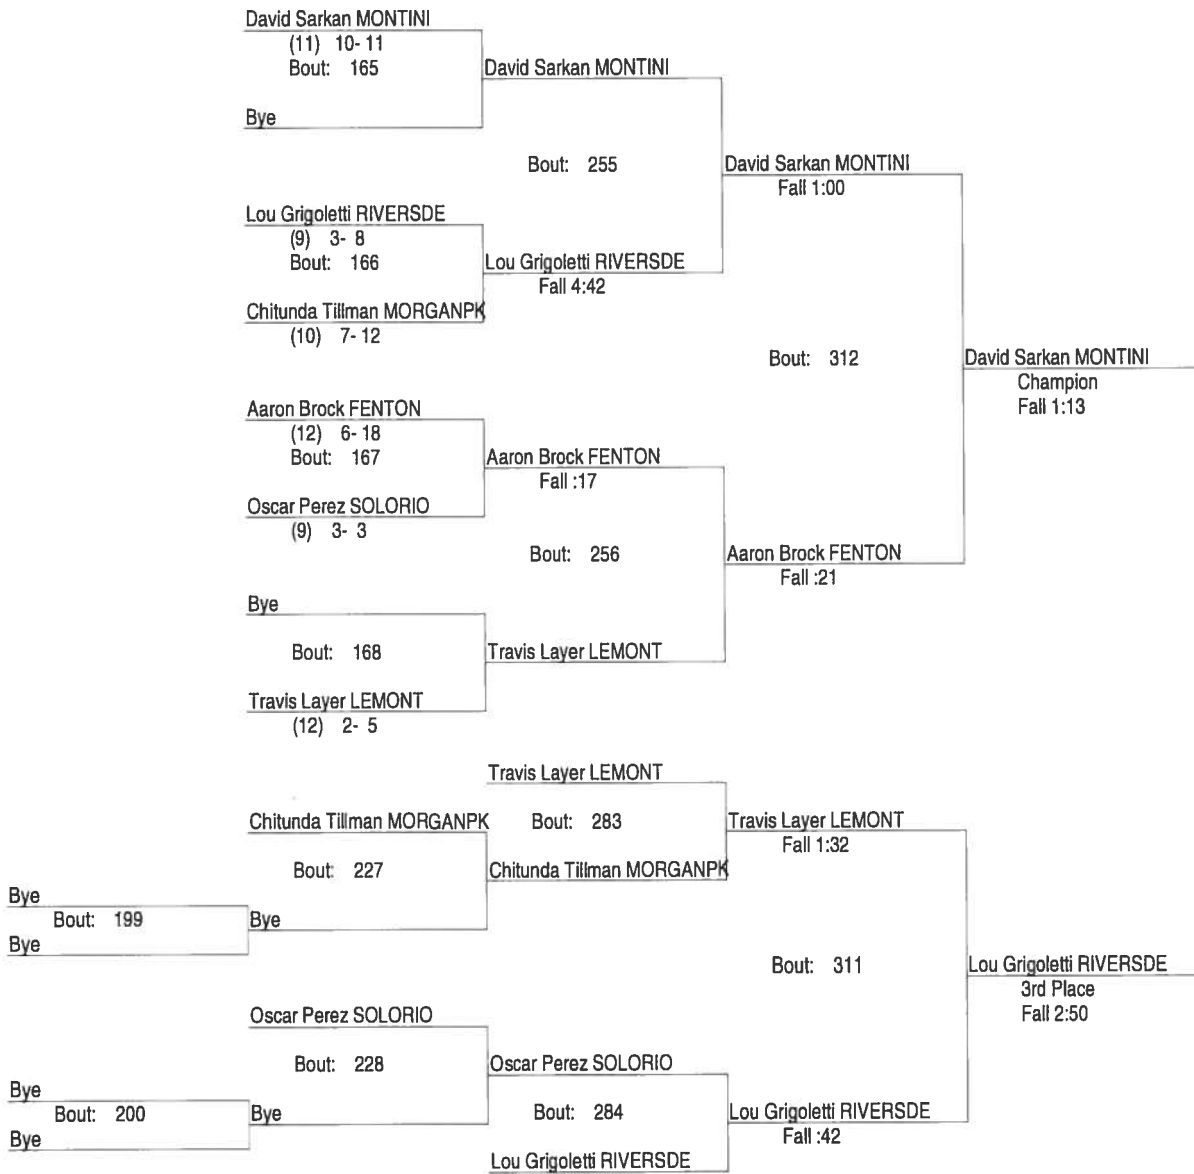 David Sarkan MONTINI
(11) 10- 11
Bout: 165
David Sarkan MONTINI
Bye
Bout: 255
David Sarkan MONTINI
Fall 1:00
Lou Grigoletti RIVERSDE
(9) 3- 8
Bout: 166
Lou Grigoletti RIVERSDE
Fall 4:42
Chitunda Tillman MORGANPK
(10) 7- 12
Bout: 312
David Sarkan MONTINI
Champion
Fall 1:13
Aaron Brock FENTON
(12) 6- 18
Bout: 167
Aaron Brock FENTON
Fall :17
Oscar Perez SOLORIO
(9) 3- 3
Bout: 256
Aaron Brock FENTON
Fall :21
Bye
Bout: 168
Travis Layer LEMONT
Travis Layer LEMONT
(12) 2- 5
Travis Layer LEMONT
Chitunda Tillman MORGANPK
Bout: 283
Travis Layer LEMONT
Fall 1:32
Bout: 227
Chitunda Tillman MORGANPK
Bye
Bout: 199
Bye
Bye
Bout: 311
Lou Grigoletti RIVERSDE
3rd Place
Fall 2:50
Oscar Perez SOLORIO
Bout: 228
Oscar Perez SOLORIO
Bye
Bout: 200
Bye
Bye
Bout: 284
Lou Grigoletti RIVERSDE
Fall :42
Lou Grigoletti RIVERSDE